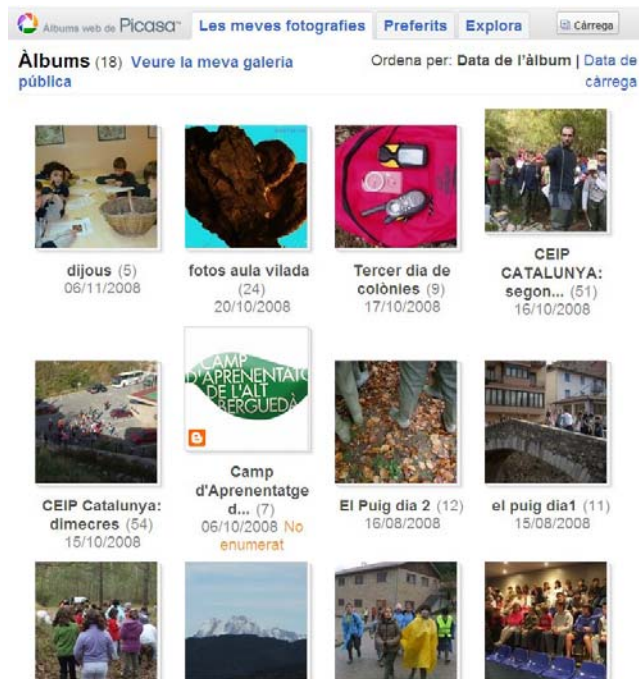 Àlbums web de Picasa™ Les meves fotografies Preferits Explora Càrrega
Àlbums (18) Veure la meva galeria pública
Ordena per: Data de l'àlbum | Data de càrrega
dijous (5)
06/11/2008
fotos aula vilada
(24)
20/10/2008
Tercer dia de
colònies (9)
17/10/2008
CEIP
CATALUNYA:
segon... (51)
16/10/2008
CEIP Catalunya:
dimecres (54)
15/10/2008
CAMP
D'APRENENTATG
DE L'ALT
BERGUEDÀ
Camp
d'Aprenentatge
d... (7)
06/10/2008 No
enumerat
El Puig dia 2 (12)
16/08/2008
el puig dia1 (11)
15/08/2008